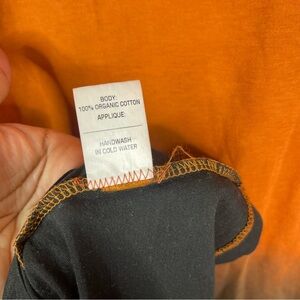 BODY:
100% ORGANIC COTTON
APPLIQUE:
HANDWASH
IN COLD WATER